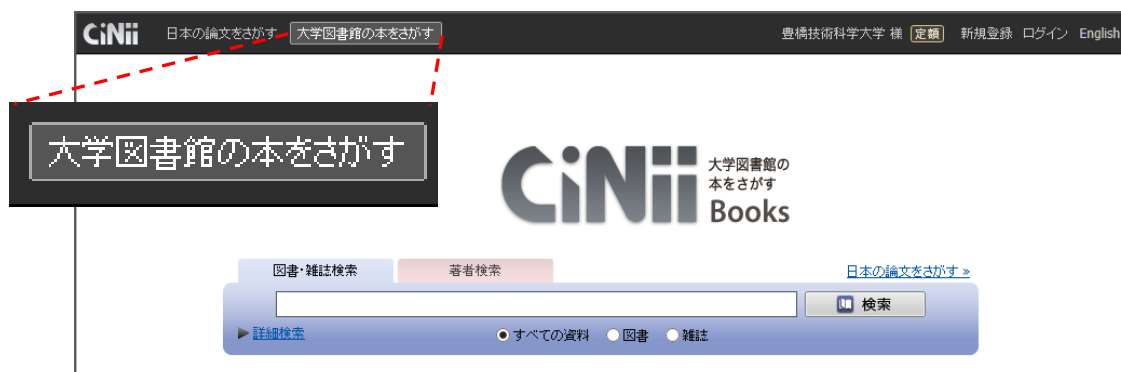 CiNii 日本の論文をさがす 大学図書館の本をさがす 豊橋技術科学大学 様 定額 新規登録 ログイン English
大学図書館の本をさがす
CiNii 大学図書館の
本をさがす
Books
図書・雑誌検索 著者検索 日本の論文をさがす »
検索
詳細検索 すべての資料 図書 雑誌